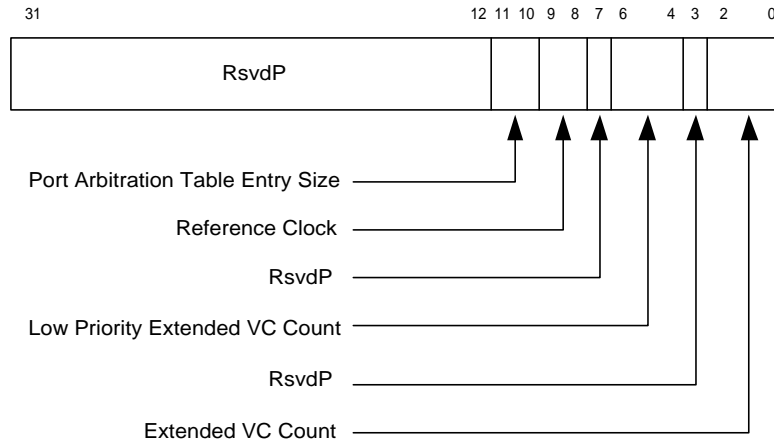 31 12 11 10 9 8 7 6 4 3 2 0
RsvdP
Port Arbitration Table Entry Size
Reference Clock
RsvdP
Low Priority Extended VC Count
RsvdP
Extended VC Count